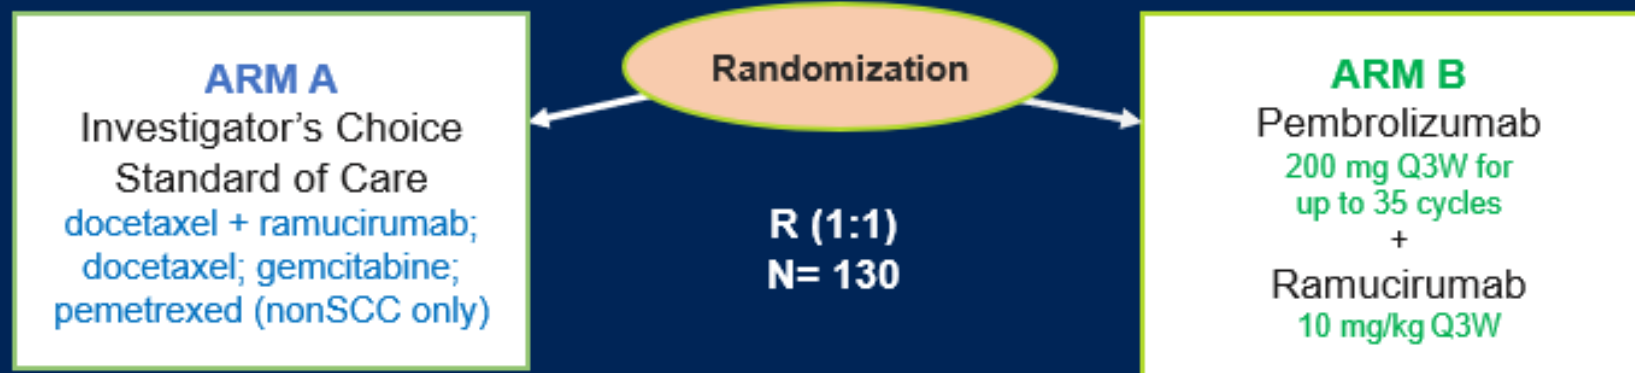 ARM A
Investigator's Choice
Standard of Care
docetaxel + ramucirumab;
docetaxel; gemcitabine;
pemetrexed (nonSCC only)
Randomization
R (1:1)
N= 130
ARM B
Pembrolizumab
200 mg Q3W for
up to 35 cycles
+
Ramucirumab
10 mg/kg Q3W